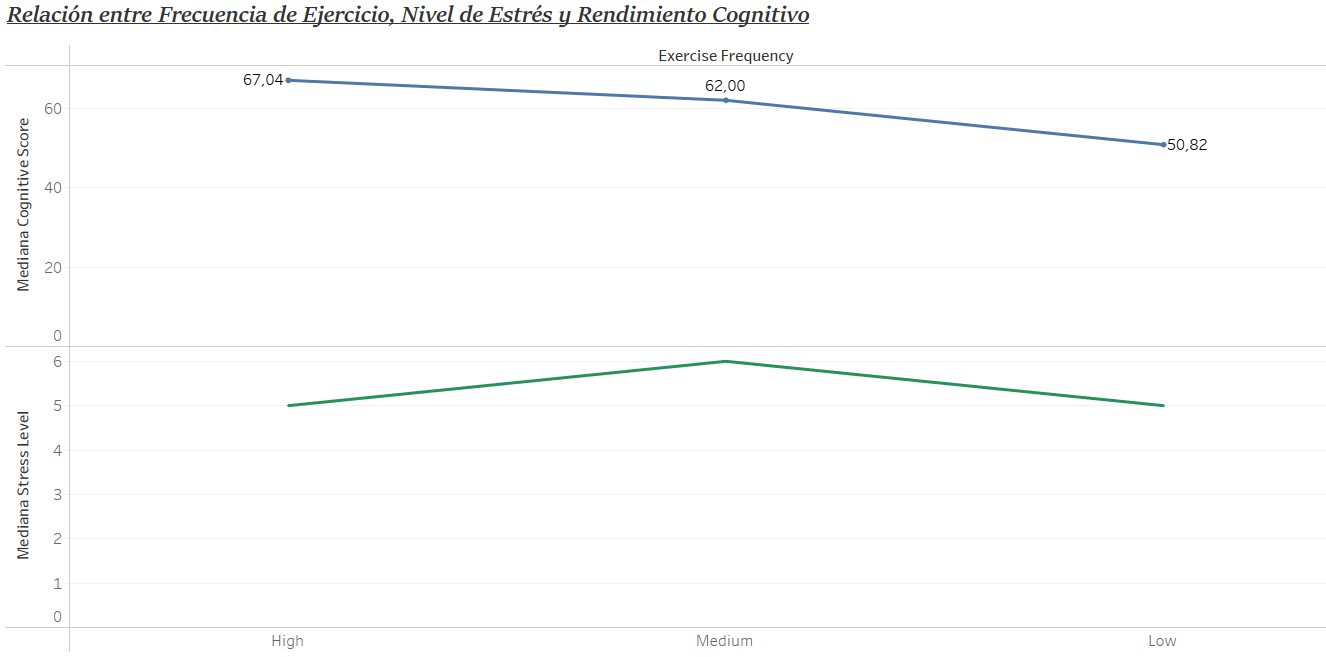 Relación entre Frecuencia de Ejercicio, Nivel de Estrés y Rendimiento Cognitivo
Exercise Frequency
Mediana Cognitive Score
60
40
20
0
67,04
62,00
50,82
Mediana Stress Level
6
5
4
3
2
1
0
High Medium Low